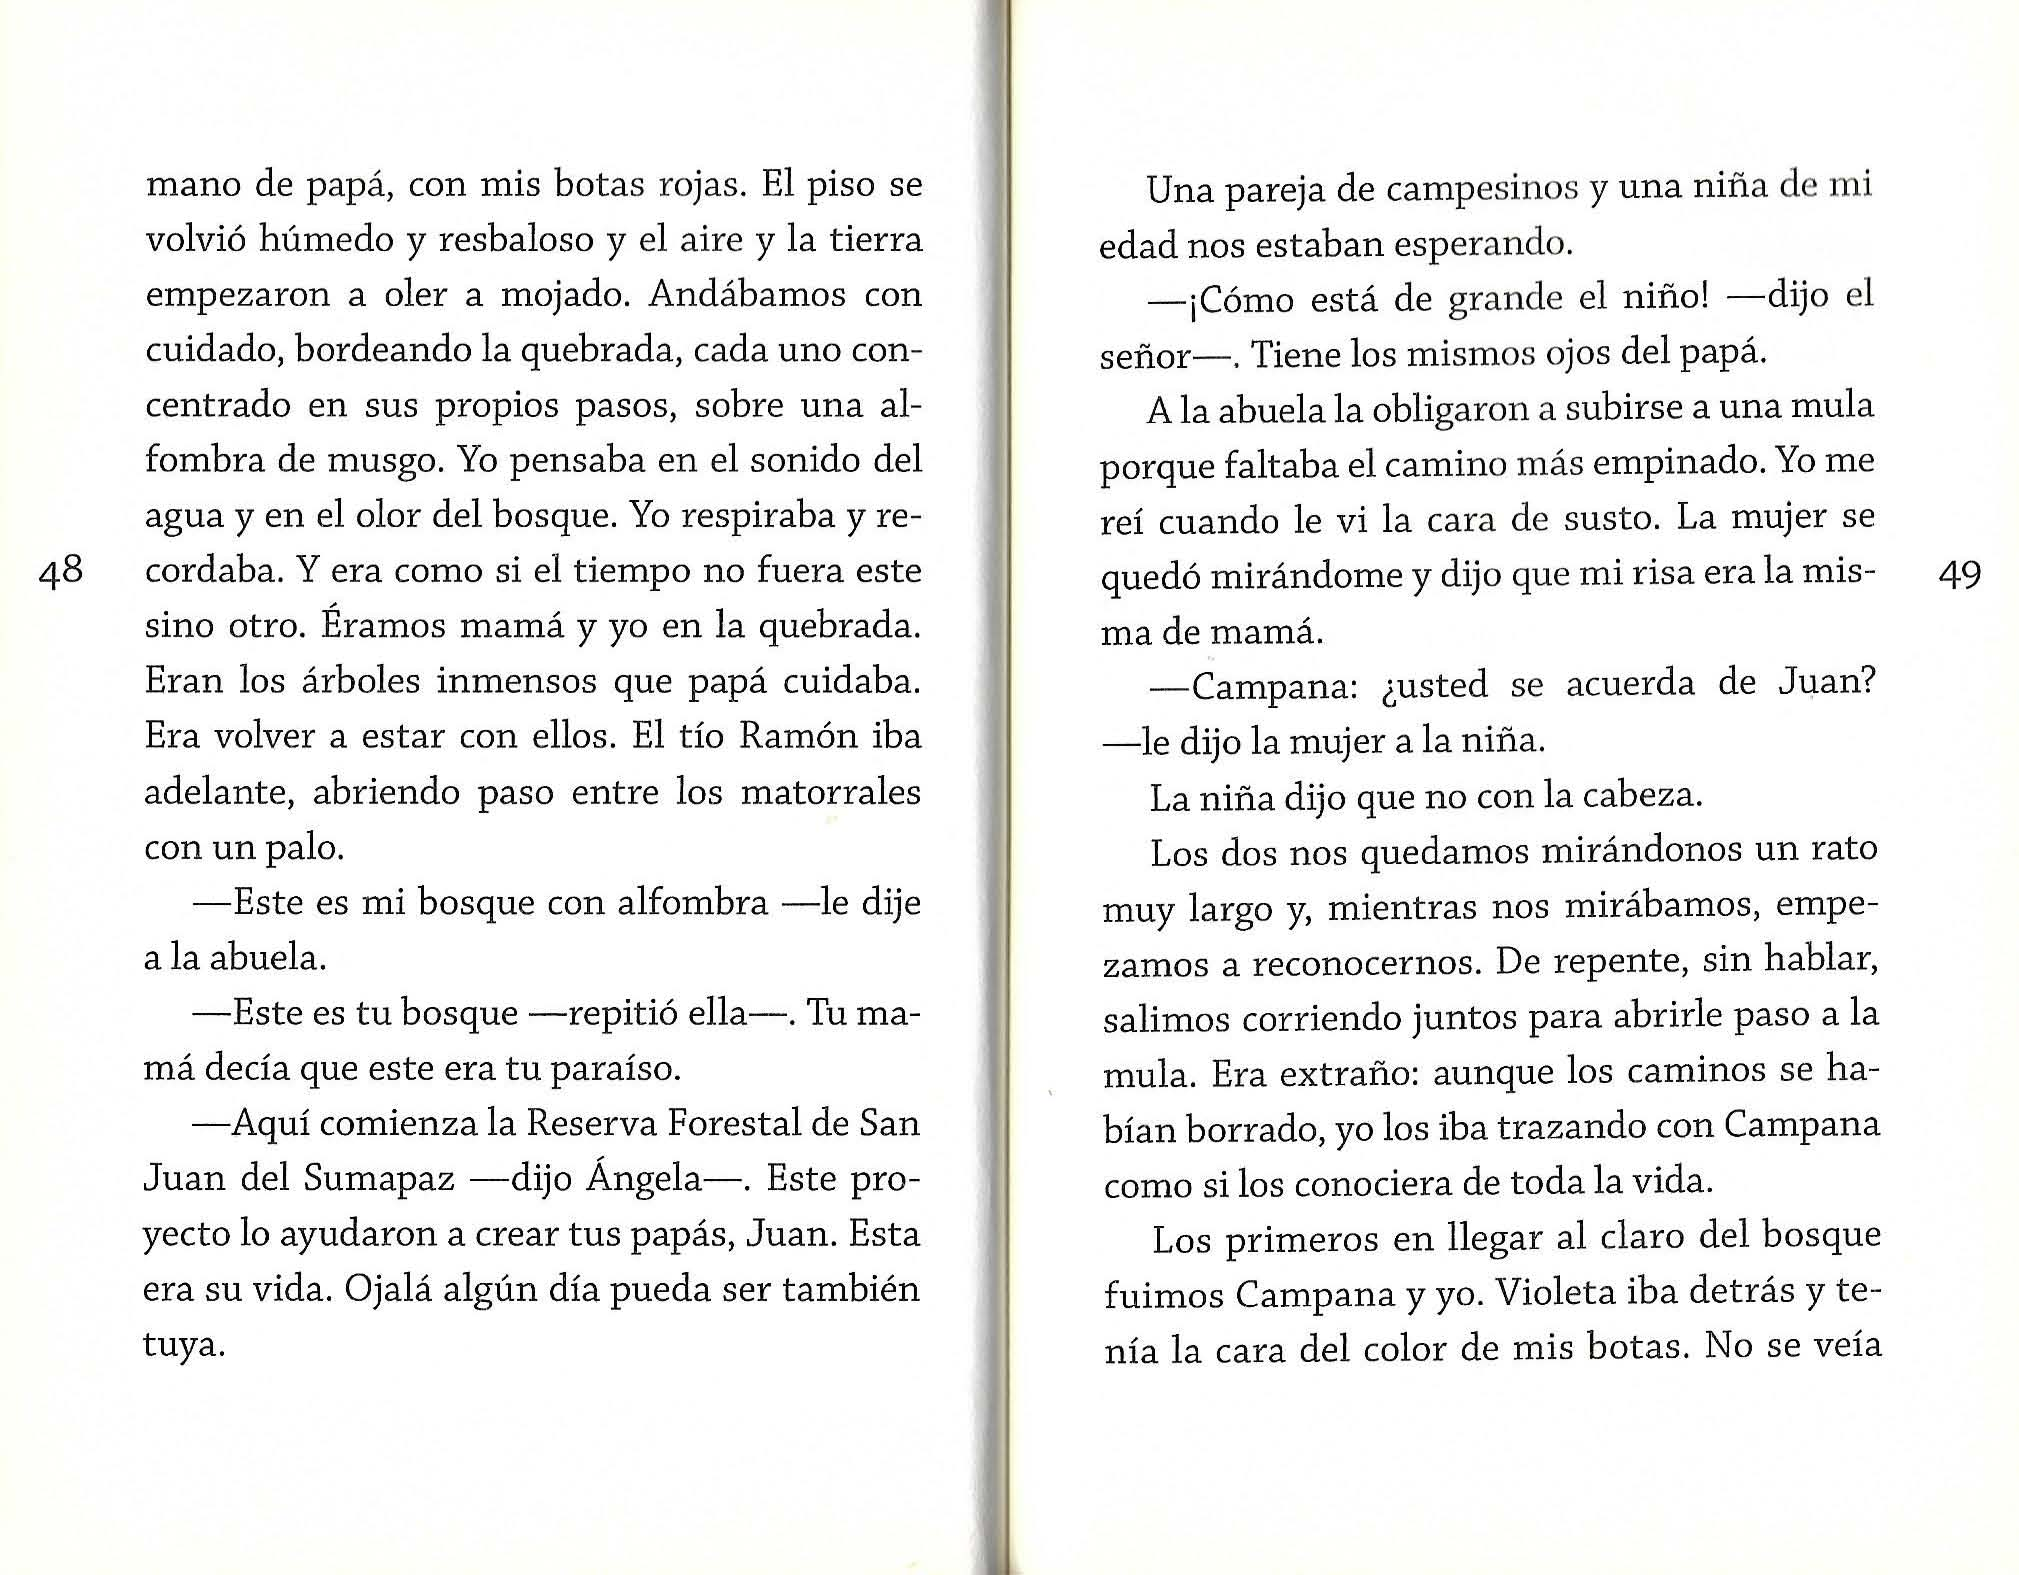 mano de papá, con mis botas rojas. El piso se
volvió húmedo y resbaloso y el aire y la tierra
empezaron a oler a mojado. Andábamos con
cuidado, bordeando la quebrada, cada uno con-
centrado en sus propios pasos, sobre una al-
fombra de musgo. Yo pensaba en el sonido del
agua y en el olor del bosque. Yo respiraba y re-
cordaba. Y era como si el tiempo no fuera este
sino otro. Éramos mamá y yo en la quebrada.
Eran los árboles inmensos que papá cuidaba.
Era volver a estar con ellos. El tío Ramón iba
adelante, abriendo paso entre los matorrales
con un palo.
—Este es mi bosque con alfombra —le dije
a la abuela.
—Este es tu bosque —repitió ella—. Tu ma-
má decía que este era tu paraíso.
—Aquí comienza la Reserva Forestal de San
Juan del Sumapaz —dijo Ángela—. Este pro-
yecto lo ayudaron a crear tus papás, Juan. Esta
era su vida. Ojalá algún día pueda ser también
tuya.
48
Una pareja de campesinos y una niña de mi
edad nos estaban esperando.
—¡Cómo está de grande el niño! —dijo el
señor—. Tiene los mismos ojos del papá.
A la abuela la obligaron a subirse a una mula
porque faltaba el camino más empinado. Yo me
reí cuando le vi la cara de susto. La mujer se
quedó mirándome y dijo que mi risa era la mis-
ma de mamá.
—Campana: ¿usted se acuerda de Juan?
—le dijo la mujer a la niña.
La niña dijo que no con la cabeza.
Los dos nos quedamos mirándonos un rato
muy largo y, mientras nos mirábamos, empe-
zamos a reconocernos. De repente, sin hablar,
salimos corriendo juntos para abrirle paso a la
mula. Era extraño: aunque los caminos se ha-
bían borrado, yo los iba trazando con Campana
como si los conociera de toda la vida.
Los primeros en llegar al claro del bosque
fuimos Campana y yo. Violeta iba detrás y te-
nía la cara del color de mis botas. No se veía
49